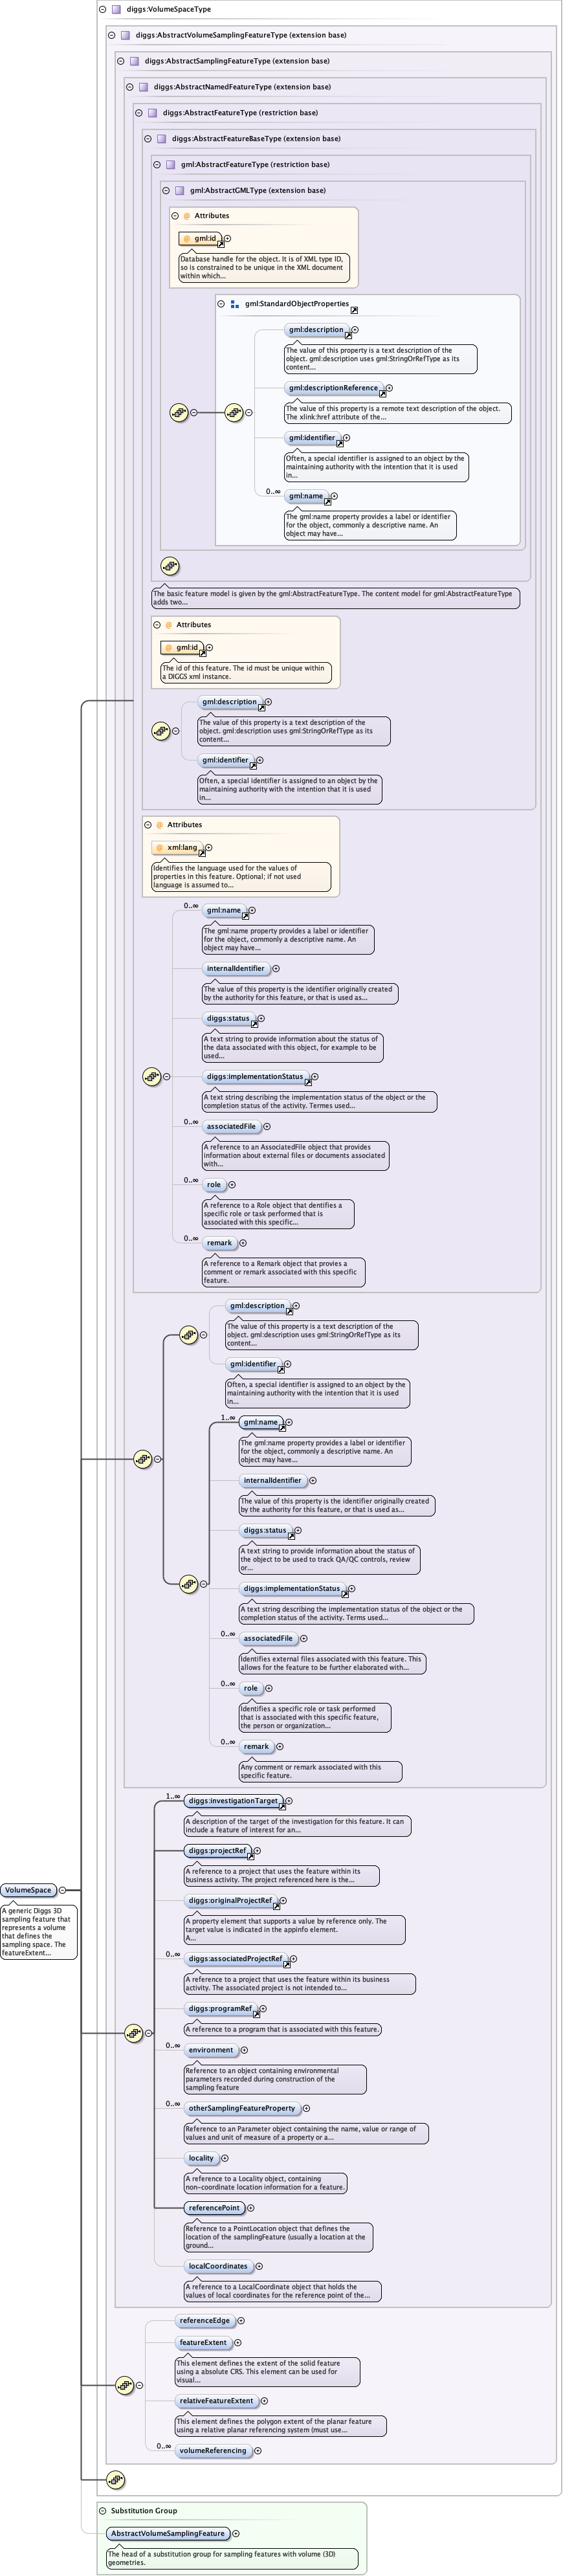 diggs:VolumeSpaceType
diggs:AbstractVolumeSamplingFeatureType (extension base)
diggs:AbstractSamplingFeatureType (extension base)
diggs:AbstractNamedFeatureType (extension base)
diggs:AbstractFeatureType (restriction base)
diggs:AbstractFeatureBaseType (extension base)
gml:AbstractFeatureType (restriction base)
gml:AbstractGMLType (extension base)
@ Attributes
gml:id
Database handle for the object. It is of XML type ID,
so is constrained to be unique in the XML document
within which...
gml:StandardObjectProperties
gml:description
The value of this property is a text description of the
object. gml:description uses gml:StringOrRefType as its
content...
gml:descriptionReference
The value of this property is a remote text description of the object.
The xlink:href attribute of the...
gml:identifier
Often, a special identifier is assigned to an object by the
maintaining authority with the intention that it is used
in...
0..∞
gml:name
The gml:name property provides a label or identifier
for the object, commonly a descriptive name. An
object may have...
The basic feature model is given by the gml:AbstractFeatureType. The content model for gml:AbstractFeatureType
adds two...
@ Attributes
gml:id
The id of this feature. The id must be unique within
a DIGGS xml instance.
gml:description
The value of this property is a text description of the
object. gml:description uses gml:StringOrRefType as its
content...
gml:identifier
Often, a special identifier is assigned to an object by the
maintaining authority with the intention that it is used
in...
@ Attributes
xml:lang
Identifies the language used for the values of
properties in this feature. Optional; if not used
language is assumed to...
0..∞
gml:name
The gml:name property provides a label or identifier
for the object, commonly a descriptive name. An
object may have...
internalIdentifier
The value of this property is the identifier originally created
by the authority for this feature, or that is used as...
diggs:status
A text string to provide information about the status of
the data associated with this object, for example to be
used...
diggs:implementationStatus
A text string describing the implementation status of the object or the
completion status of the activity. Termes used...
0..∞
associatedFile
A reference to an AssociatedFile object that provides
information about external files or documents associated
with...
0..∞
role
A reference to a Role object that dentifies a
specific role or task performed that is
associated with this specific...
0..∞
remark
A reference to a Remark object that provies a
comment or remark associated with this specific
feature.
gml:description
The value of this property is a text description of the
object. gml:description uses gml:StringOrRefType as its
content...
gml:identifier
Often, a special identifier is assigned to an object by the
maintaining authority with the intention that it is used
in...
1..∞
gml:name
The gml:name property provides a label or identifier
for the object, commonly a descriptive name. An
object may have...
internalIdentifier
The value of this property is the identifier originally created
by the authority for this feature, or that is used as...
diggs:status
A text string to provide information about the status of
the object to be used to track QA/QC controls, review
or...
diggs:implementationStatus
A text string describing the implementation status of the object or the
completion status of the activity. Terms used...
0..∞
associatedFile
Identifies external files associated with this feature. This
allows for the feature to be further elaborated with...
0..∞
role
Identifies a specific role or task performed
that is associated with this specific feature,
the person or organization...
0..∞
remark
Any comment or remark associated with this
specific feature.
1..∞
diggs:investigationTarget
A description of the target of the investigation for this feature. It can
include a feature of interest for an...
diggs:projectRef
A reference to a project that uses the feature within its
business activity. The project referenced here is the...
VolumeSpace
A generic Diggs 3D
sampling feature that
represents a volume
that defines the
sampling space. The
featureExtent...
diggs:originalProjectRef
A property element that supports a value by reference only. The
target value is indicated in the appinfo element.
A...
0..∞
diggs:associatedProjectRef
A reference to a project that uses the feature within its business
activity. The associated project is not intended to...
diggs:programRef
A reference to a program that is associated with this feature.
environment
Reference to an object containing environmental
parameters recorded during construction of the
sampling feature
0..∞
otherSamplingFeatureProperty
Reference to an Parameter object containing the name, value or range of
values and unit of measure of a property or a...
locality
A reference to a Locality object, containing
non-coordinate location information for a feature.
referencePoint
Reference to a PointLocation object that defines the
location of the samplingFeature (usually a location at the
ground...
localCoordinates
A reference to a LocalCoordinate object that holds the
values of local coordinates for the reference point of the...
referenceEdge
featureExtent
This element defines the extent of the solid feature
using a absolute CRS. This element can be used for
visual...
relativeFeatureExtent
This element defines the polygon extent of the planar feature
using a relative planar referencing system (must use...
0..∞
volumeReferencing
Substitution Group
AbstractVolumeSamplingFeature
The head of a substitution group for sampling features with volume (3D)
geometries.